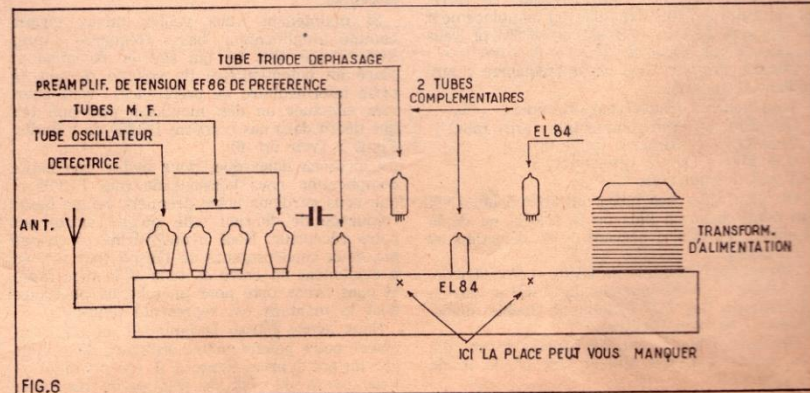 TUBE TRIODE DEPHASAGE
PREAMPLIF. DE TENSION EF86 DE PREFERENCE
2 TUBES
COMPLEMENTAIRES
TUBES M.F.
TUBE OSCILLATEUR
EL84
DETECTRICE
ANT.
TRANSFORM.
D'ALIMENTATION
x
EL84
x
ICI LA PLACE PEUT VOUS MANQUER
FIG.6